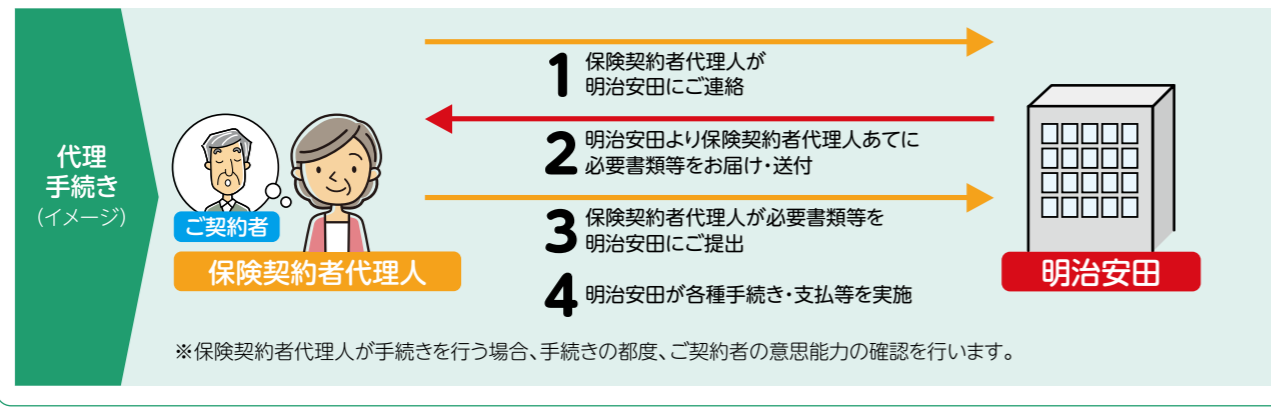 代理
手続き
(イメージ)
ご契約者
保険契約者代理人
1 保険契約者代理人が
明治安田にご連絡
2 明治安田より保険契約者代理人あてに
必要書類等をお届け・送付
3 保険契約者代理人が必要書類等を
明治安田にご提出
4 明治安田が各種手続き・支払等を実施
明治安田
※保険契約者代理人が手続きを行う場合、手続きの都度、ご契約者の意思能力の確認を行います。